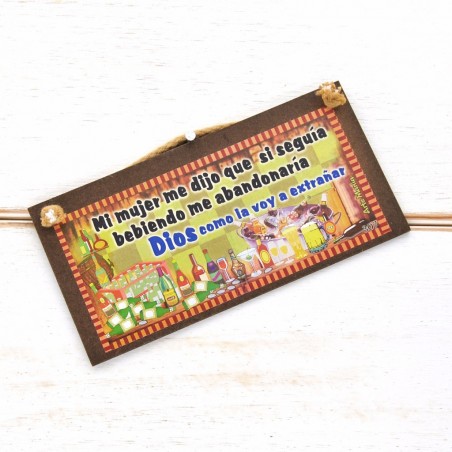 Mi mujer me dijo que si seguía
bebiendo me abandonaría
Dios como la voy a extrañar